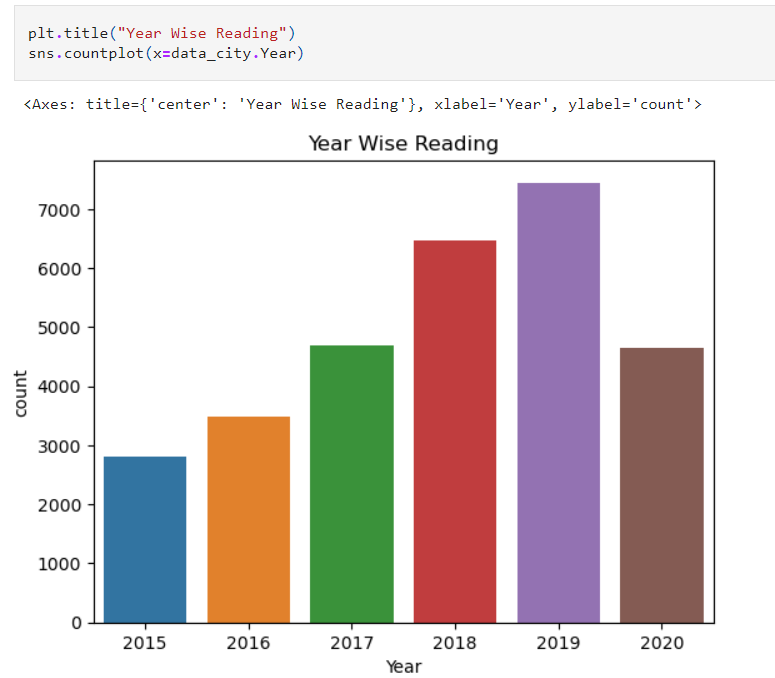 plt.title("Year Wise Reading")
sns.countplot(x=data_city.Year)
<Axes: title={'center': 'Year Wise Reading'}, xlabel='Year', ylabel='count'>
Year Wise Reading
7000
6000
5000
4000
3000
2000
1000
0
count
2015 2016 2017 2018 2019 2020
Year